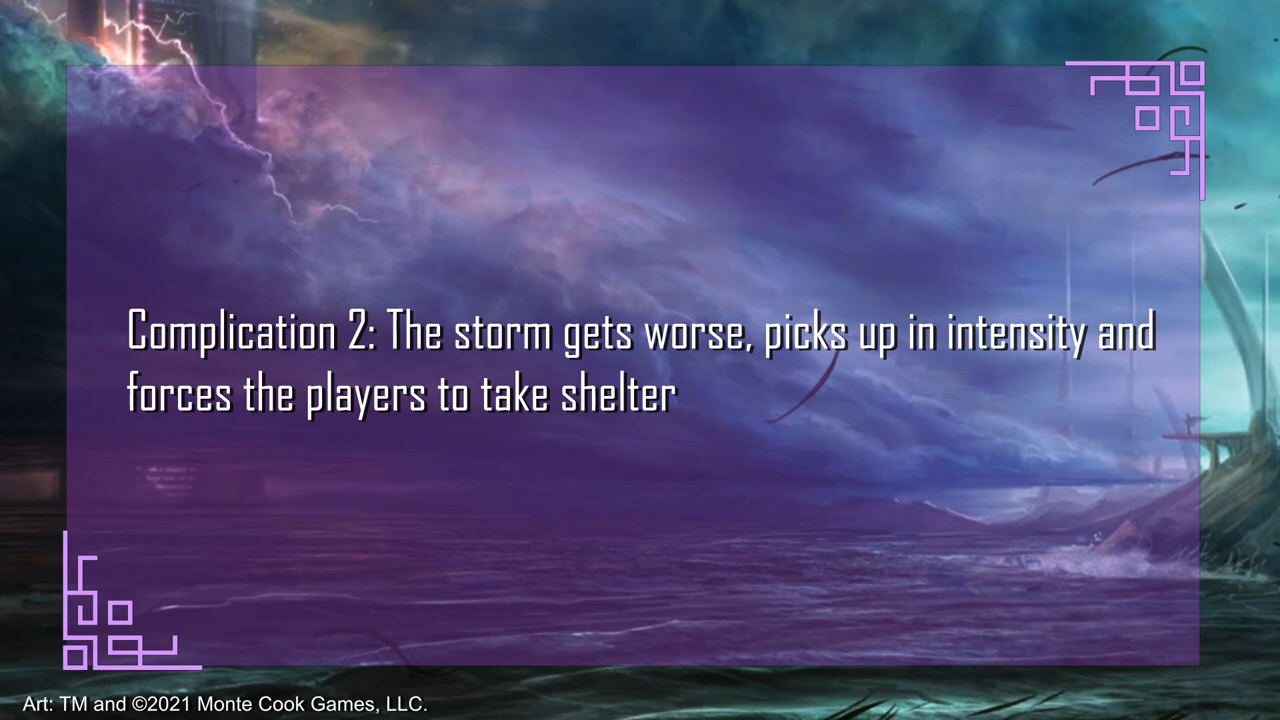 Complication 2: The storm gets worse, picks up in intensity and
forces the players to take shelter
Art: TM and ©2021 Monte Cook Games, LLC.